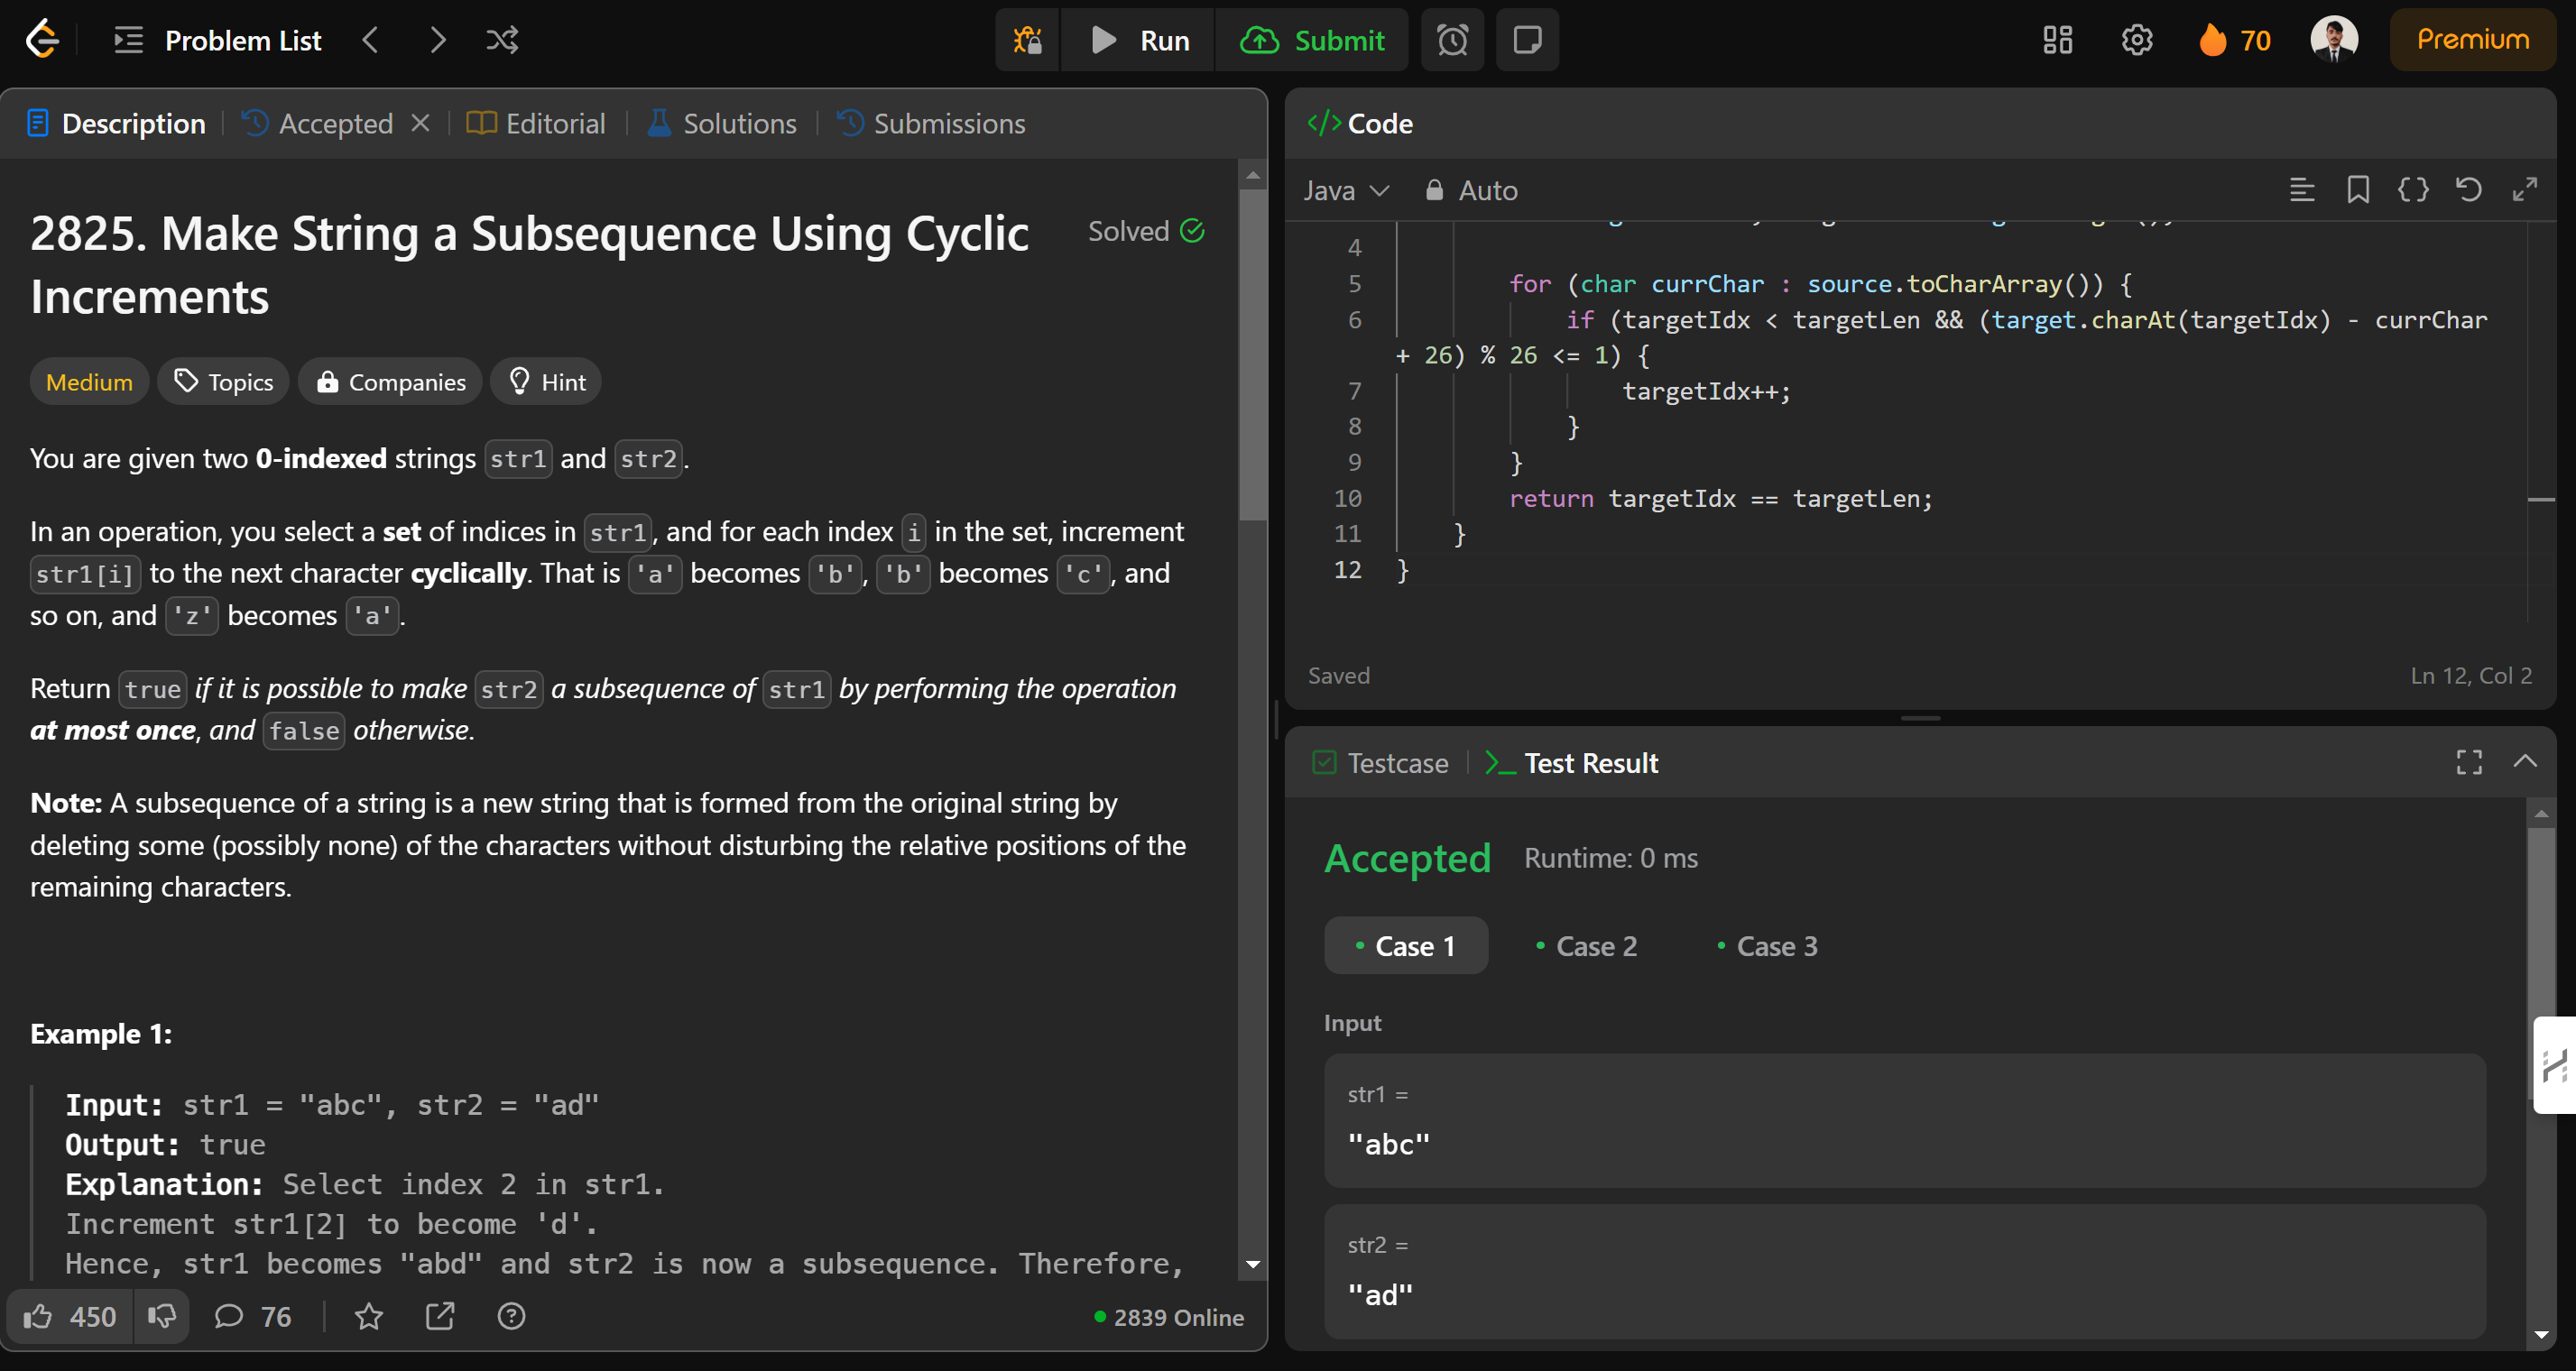 Problem List
Run
Submit
70
Premium
Description
Accepted
Editorial
Solutions
Submissions
2825. Make String a Subsequence Using Cyclic
Increments
Solved
Medium
Topics
Companies
Hint
You are given two 0-indexed strings str1 and str2.
In an operation, you select a set of indices in str1, and for each index i in the set, increment
str1[i] to the next character cyclically. That is 'a' becomes 'b', 'b' becomes 'c', and
so on, and 'z' becomes 'a'.
Return true if it is possible to make str2 a subsequence of str1 by performing the operation
at most once, and false otherwise.
Note: A subsequence of a string is a new string that is formed from the original string by
deleting some (possibly none) of the characters without disturbing the relative positions of the
remaining characters.
Example 1:
Input: str1 = "abc", str2 = "ad"
Output: true
Explanation: Select index 2 in str1.
Increment str1[2] to become 'd'.
Hence, str1 becomes "abd" and str2 is now a subsequence. Therefore,
450
76
2839 Online
</> Code
Java
Auto
4
5 for (char currChar : source.toCharArray()) {
6 if (targetIdx < targetLen && (target.charAt(targetIdx) - currChar
+ 26) % 26 <= 1) {
7 targetIdx++;
8 }
9 }
10 return targetIdx == targetLen;
11 }
12 }
Saved
Ln 12, Col 2
Testcase
Test Result
Accepted
Runtime: 0 ms
Case 1
Case 2
Case 3
Input
str1 =
"abc"
str2 =
"ad"